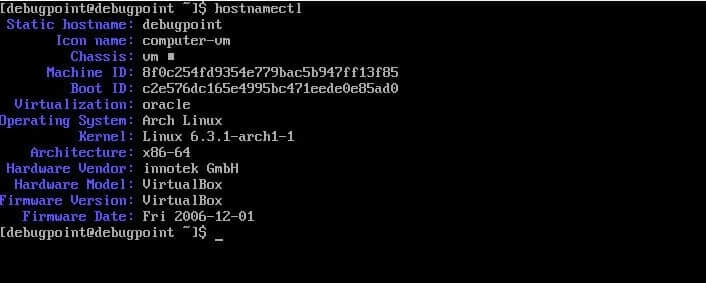 [debugpoint@debugpoint ~]$ hostnamectl
Static hostname: debugpoint
Icon name: computer-vm
Chassis: vm ■
Machine ID: 8f0c254fd9354e779bac5b947ff13f85
Boot ID: c2e576dc165e4995bc471eede0e85ad0
Virtualization: oracle
Operating System: Arch Linux
Kernel: Linux 6.3.1-arch1-1
Architecture: x86-64
Hardware Vendor: innotek GmbH
Hardware Model: VirtualBox
Firmware Version: VirtualBox
Firmware Date: Fri 2006-12-01
[debugpoint@debugpoint ~]$ _